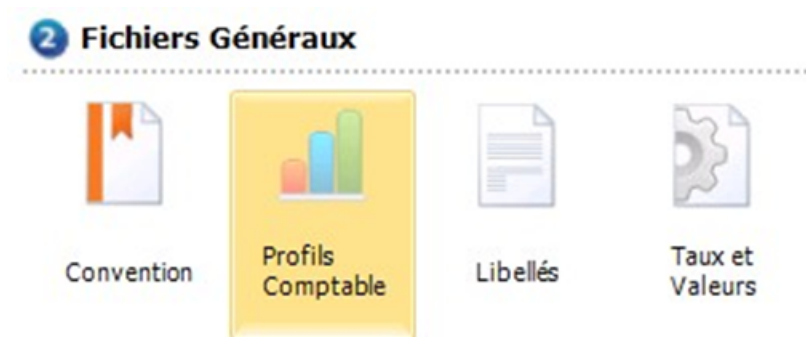 2 Fichiers Généraux
Convention
Profils
Comptable
Libellés
Taux et
Valeurs